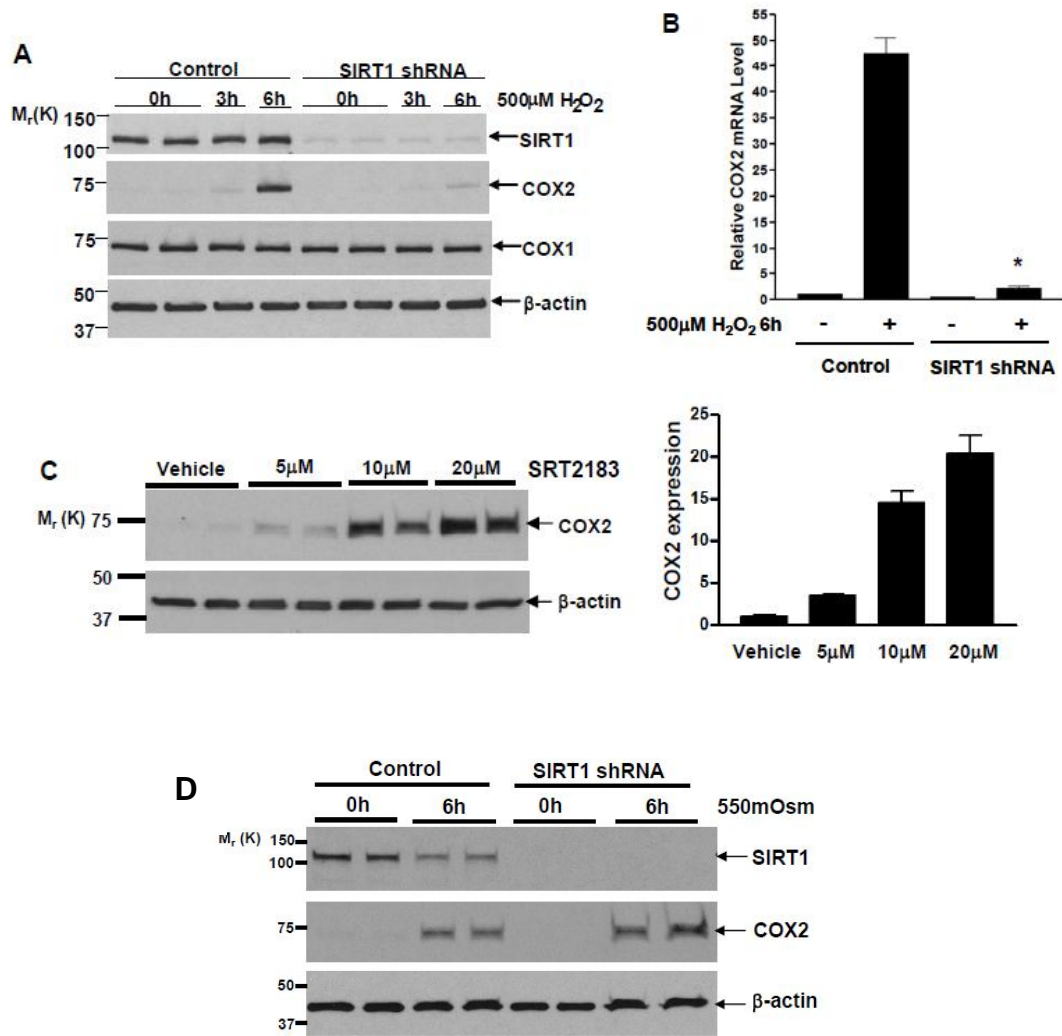 A
Control SIRT1 shRNA
0h 3h 6h 0h 3h 6h 500μM H₂O₂
Mr(K)
150
100
SIRT1
75
COX2
75
COX1
50
37
β-actin
B
Relative COX2 mRNA Level
55
50
45
40
35
30
25
20
15
10
5
0
*
500μM H₂O₂ 6h - + - +
Control SIRT1 shRNA
C
Vehicle 5μM 10μM 20μM SRT2183
Mr (K) 75
COX2
50
37
β-actin
COX2 expression
25
20
15
10
5
0
Vehicle 5μM 10μM 20μM
D
Control SIRT1 shRNA
0h 6h 0h 6h 550mOsm
Mr (K) 150
100
SIRT1
75
COX2
50
37
β-actin